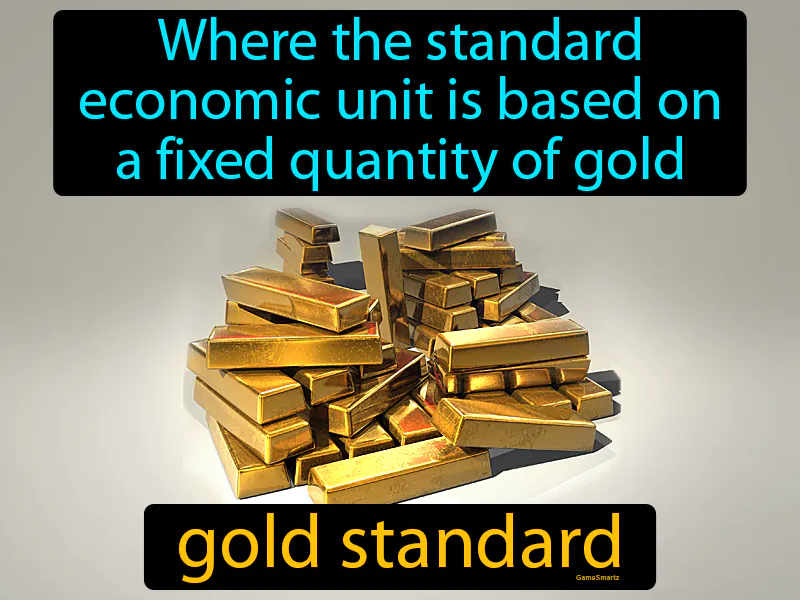 Where the standard
economic unit is based on
a fixed quantity of gold
gold standard
GameSmartz